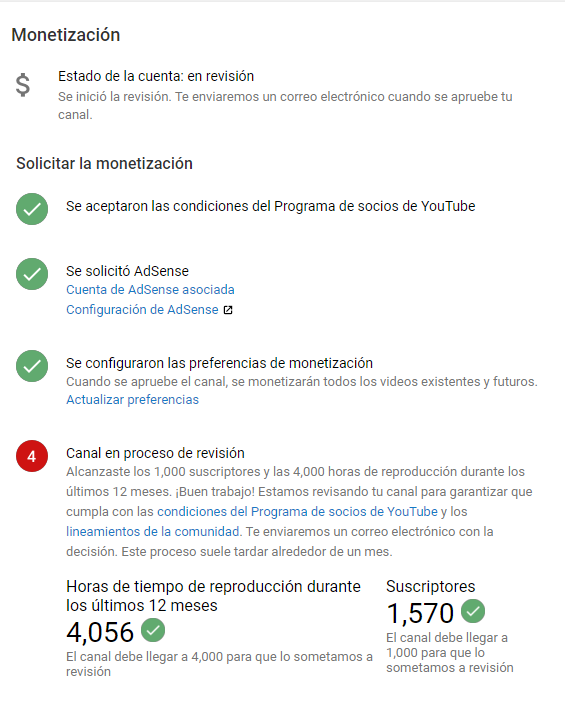 Monetización
$
Estado de la cuenta: en revisión
Se inició la revisión. Te enviaremos un correo electrónico cuando se apruebe tu
canal.
Solicitar la monetización
Se aceptaron las condiciones del Programa de socios de YouTube
Se solicitó AdSense
Cuenta de AdSense asociada
Configuración de AdSense
Se configuraron las preferencias de monetización
Cuando se apruebe el canal, se monetizarán todos los videos existentes y futuros.
Actualizar preferencias
4
Canal en proceso de revisión
Alcanzaste los 1,000 suscriptores y las 4,000 horas de reproducción durante los
últimos 12 meses. ¡Buen trabajo! Estamos revisando tu canal para garantizar que
cumpla con las condiciones del Programa de socios de YouTube y los
lineamientos de la comunidad. Te enviaremos un correo electrónico con la
decisión. Este proceso suele tardar alrededor de un mes.
Horas de tiempo de reproducción durante
los últimos 12 meses
4,056
El canal debe llegar a 4,000 para que lo sometamos a
revisión
Suscriptores
1,570
El canal debe llegar a
1,000 para que lo
sometamos a revisión